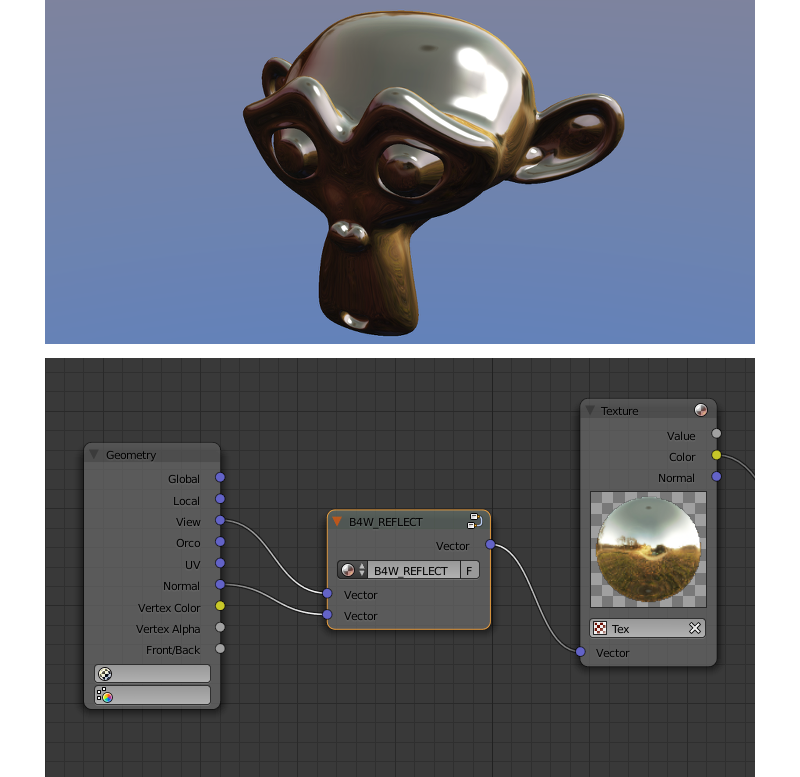 Geometry
Global
Local
View
Orco
UV
Normal
Vertex Color
Vertex Alpha
Front/Back
B4W_REFLECT
Vector
B4W_REFLECT F
Vector
Vector
Texture
Value
Color
Normal
Tex
Vector